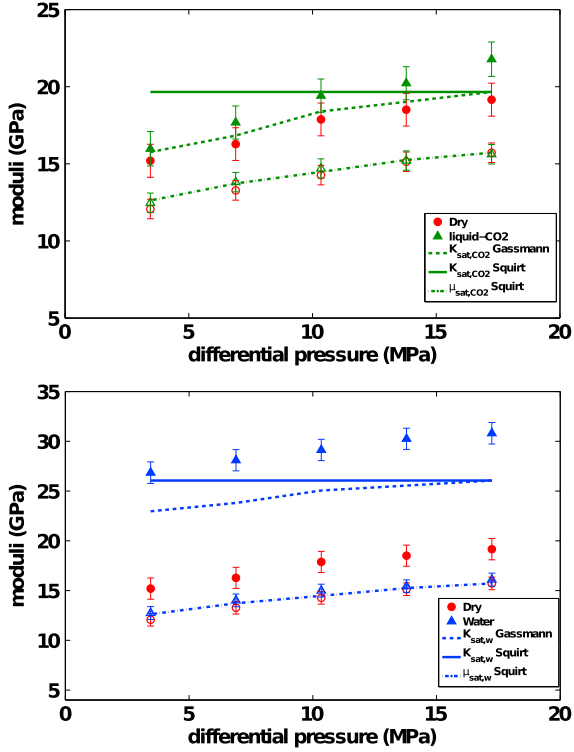 25
20
15
10
5
0
moduli (GPa)
Dry
liquid−CO2
K_sat,CO2 Gassmann
K_sat,CO2 Squirt
μ_sat,CO2 Squirt
0 5 10 15 20
differential pressure (MPa)
35
30
25
20
15
10
5
moduli (GPa)
Dry
Water
K_sat,w Gassmann
K_sat,w Squirt
μ_sat,w Squirt
0 5 10 15 20
differential pressure (MPa)